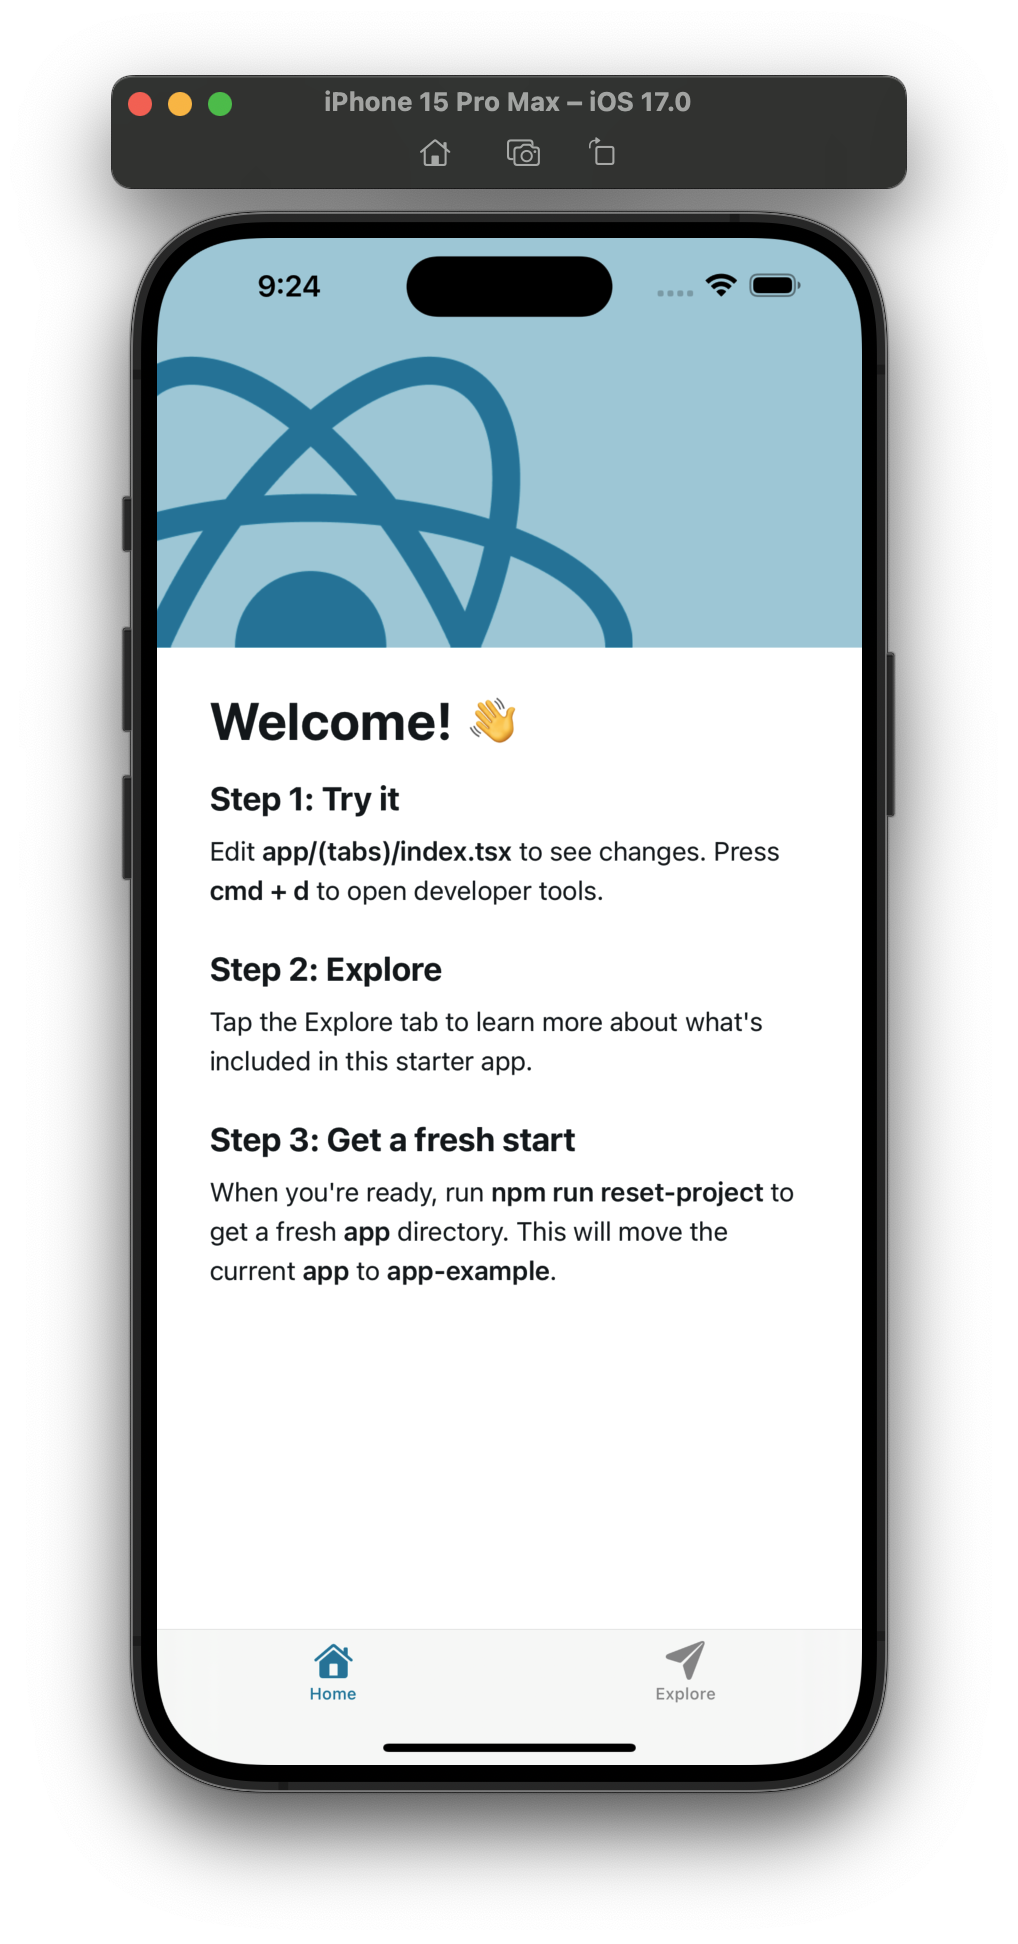 iPhone 15 Pro Max – iOS 17.0
9:24
Welcome! 👋
Step 1: Try it
Edit app/(tabs)/index.tsx to see changes. Press
cmd + d to open developer tools.
Step 2: Explore
Tap the Explore tab to learn more about what's
included in this starter app.
Step 3: Get a fresh start
When you're ready, run npm run reset-project to
get a fresh app directory. This will move the
current app to app-example.
Home
Explore